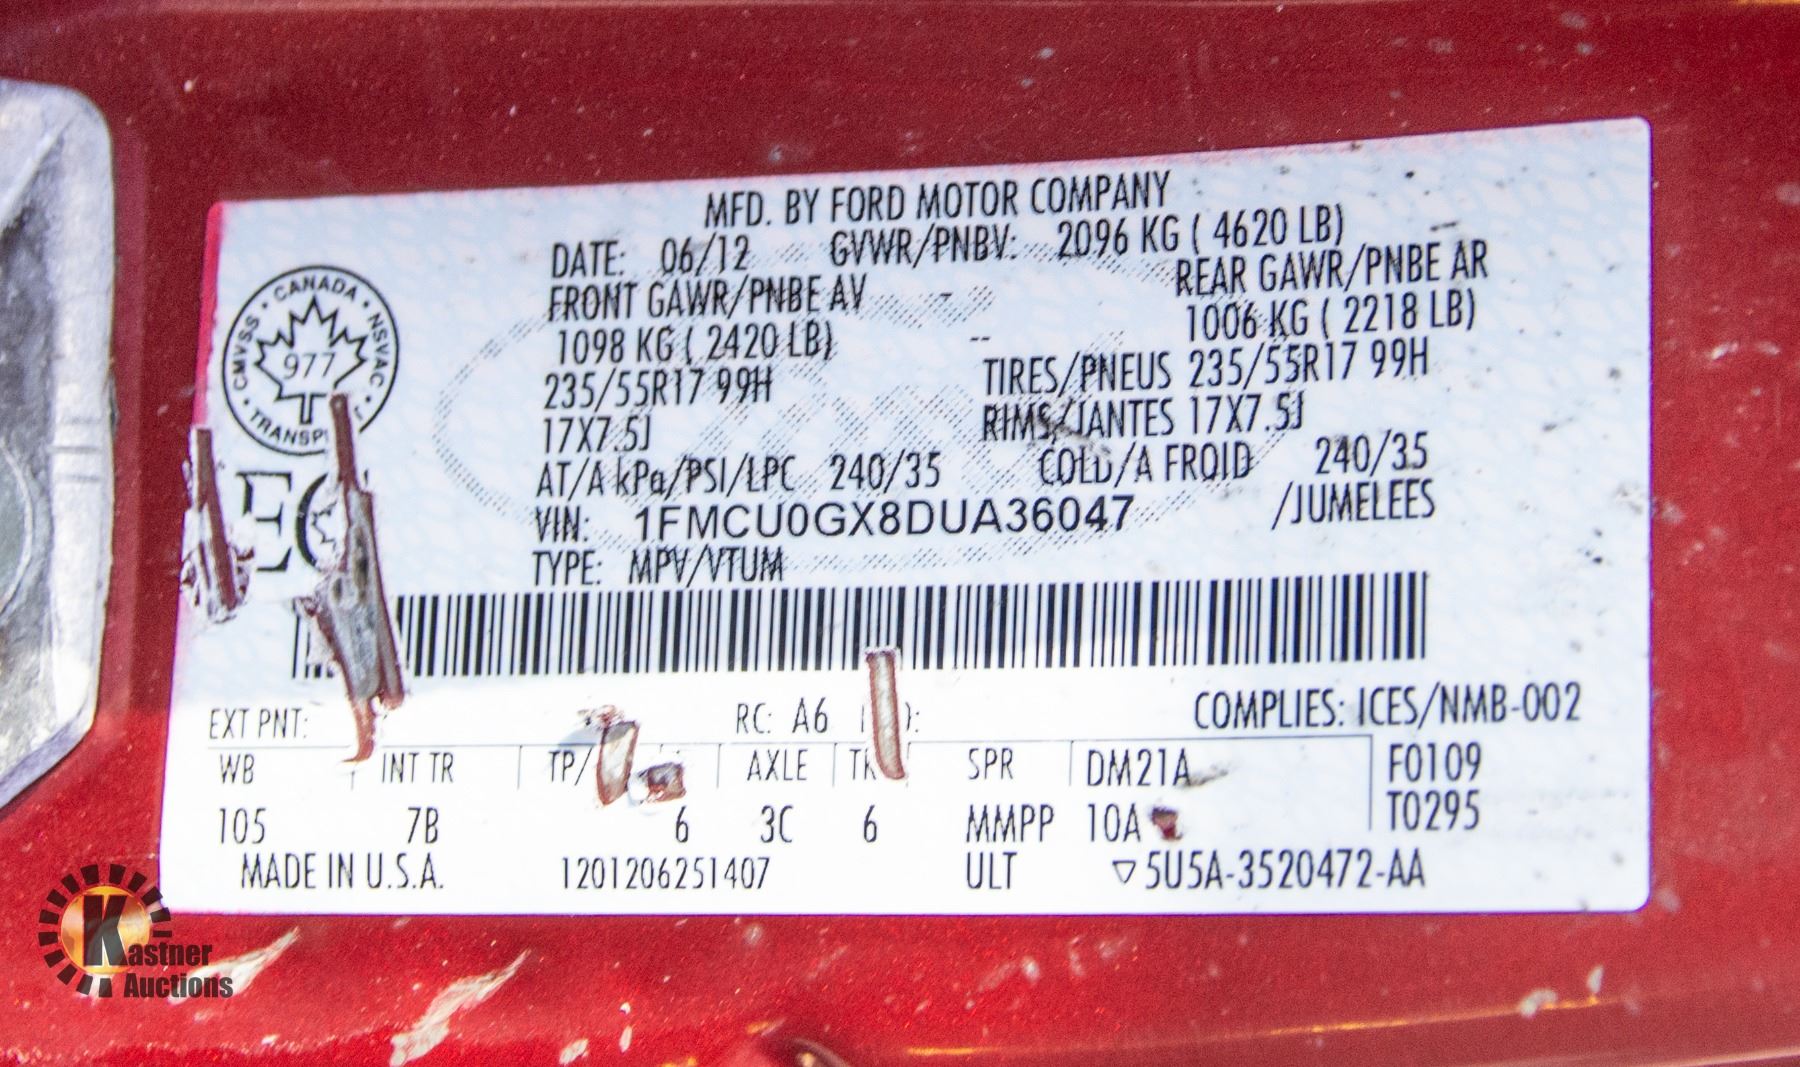 MFD. BY FORD MOTOR COMPANY
DATE: 06/12 GVWR/PNBV: 2096 KG ( 4620 LB)
FRONT GAWR/PNBE AV - REAR GAWR/PNBE AR
1098 KG ( 2420 LB) -- 1006 KG ( 2218 LB)
235/55R17 99H TIRES/PNEUS 235/55R17 99H
17X7.5J RIMS/JANTES 17X7.5J
AT/A kPa/PSI/LPC 240/35 COLD/A FROID 240/35
VIN: 1FMCU0GX8DUA36047 /JUMELEES
TYPE: MPV/VTUM
CMVSS • CANADA • NSVAC •
977
EXT PNT: RC: A6 COMPLIES: ICES/NMB-002
WB INT TR TP/ AXLE SPR DM21A F0109
105 7B 6 3C 6 MMPP 10A T0295
MADE IN U.S.A. 1201206251407 ULT ▽5U5A-3520472-AA
Kastner
Auctions